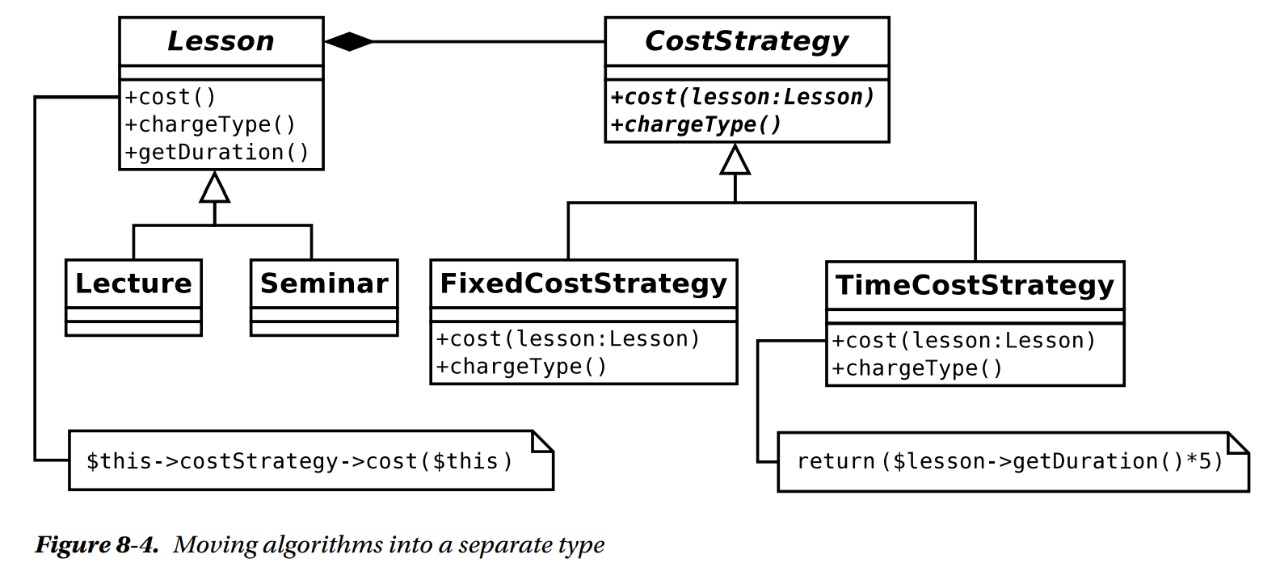 Lesson
+cost()
+chargeType()
+getDuration()
CostStrategy
+cost(lesson:Lesson)
+chargeType()
Lecture
Seminar
FixedCostStrategy
+cost(lesson:Lesson)
+chargeType()
TimeCostStrategy
+cost(lesson:Lesson)
+chargeType()
$this->costStrategy->cost($this)
return($lesson->getDuration()*5)
Figure 8-4. Moving algorithms into a separate type